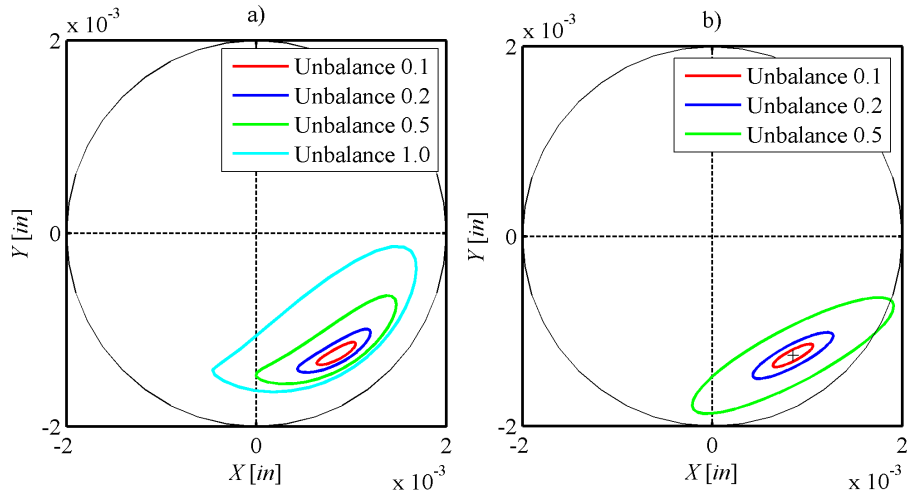 a)
x 10⁻³
2
Unbalance 0.1
Unbalance 0.2
Unbalance 0.5
Unbalance 1.0
Y [in]
0
-2
-2 0 2
X [in]
x 10⁻³
b)
x 10⁻³
2
Unbalance 0.1
Unbalance 0.2
Unbalance 0.5
Y [in]
0
-2
-2 0 2
X [in]
x 10⁻³